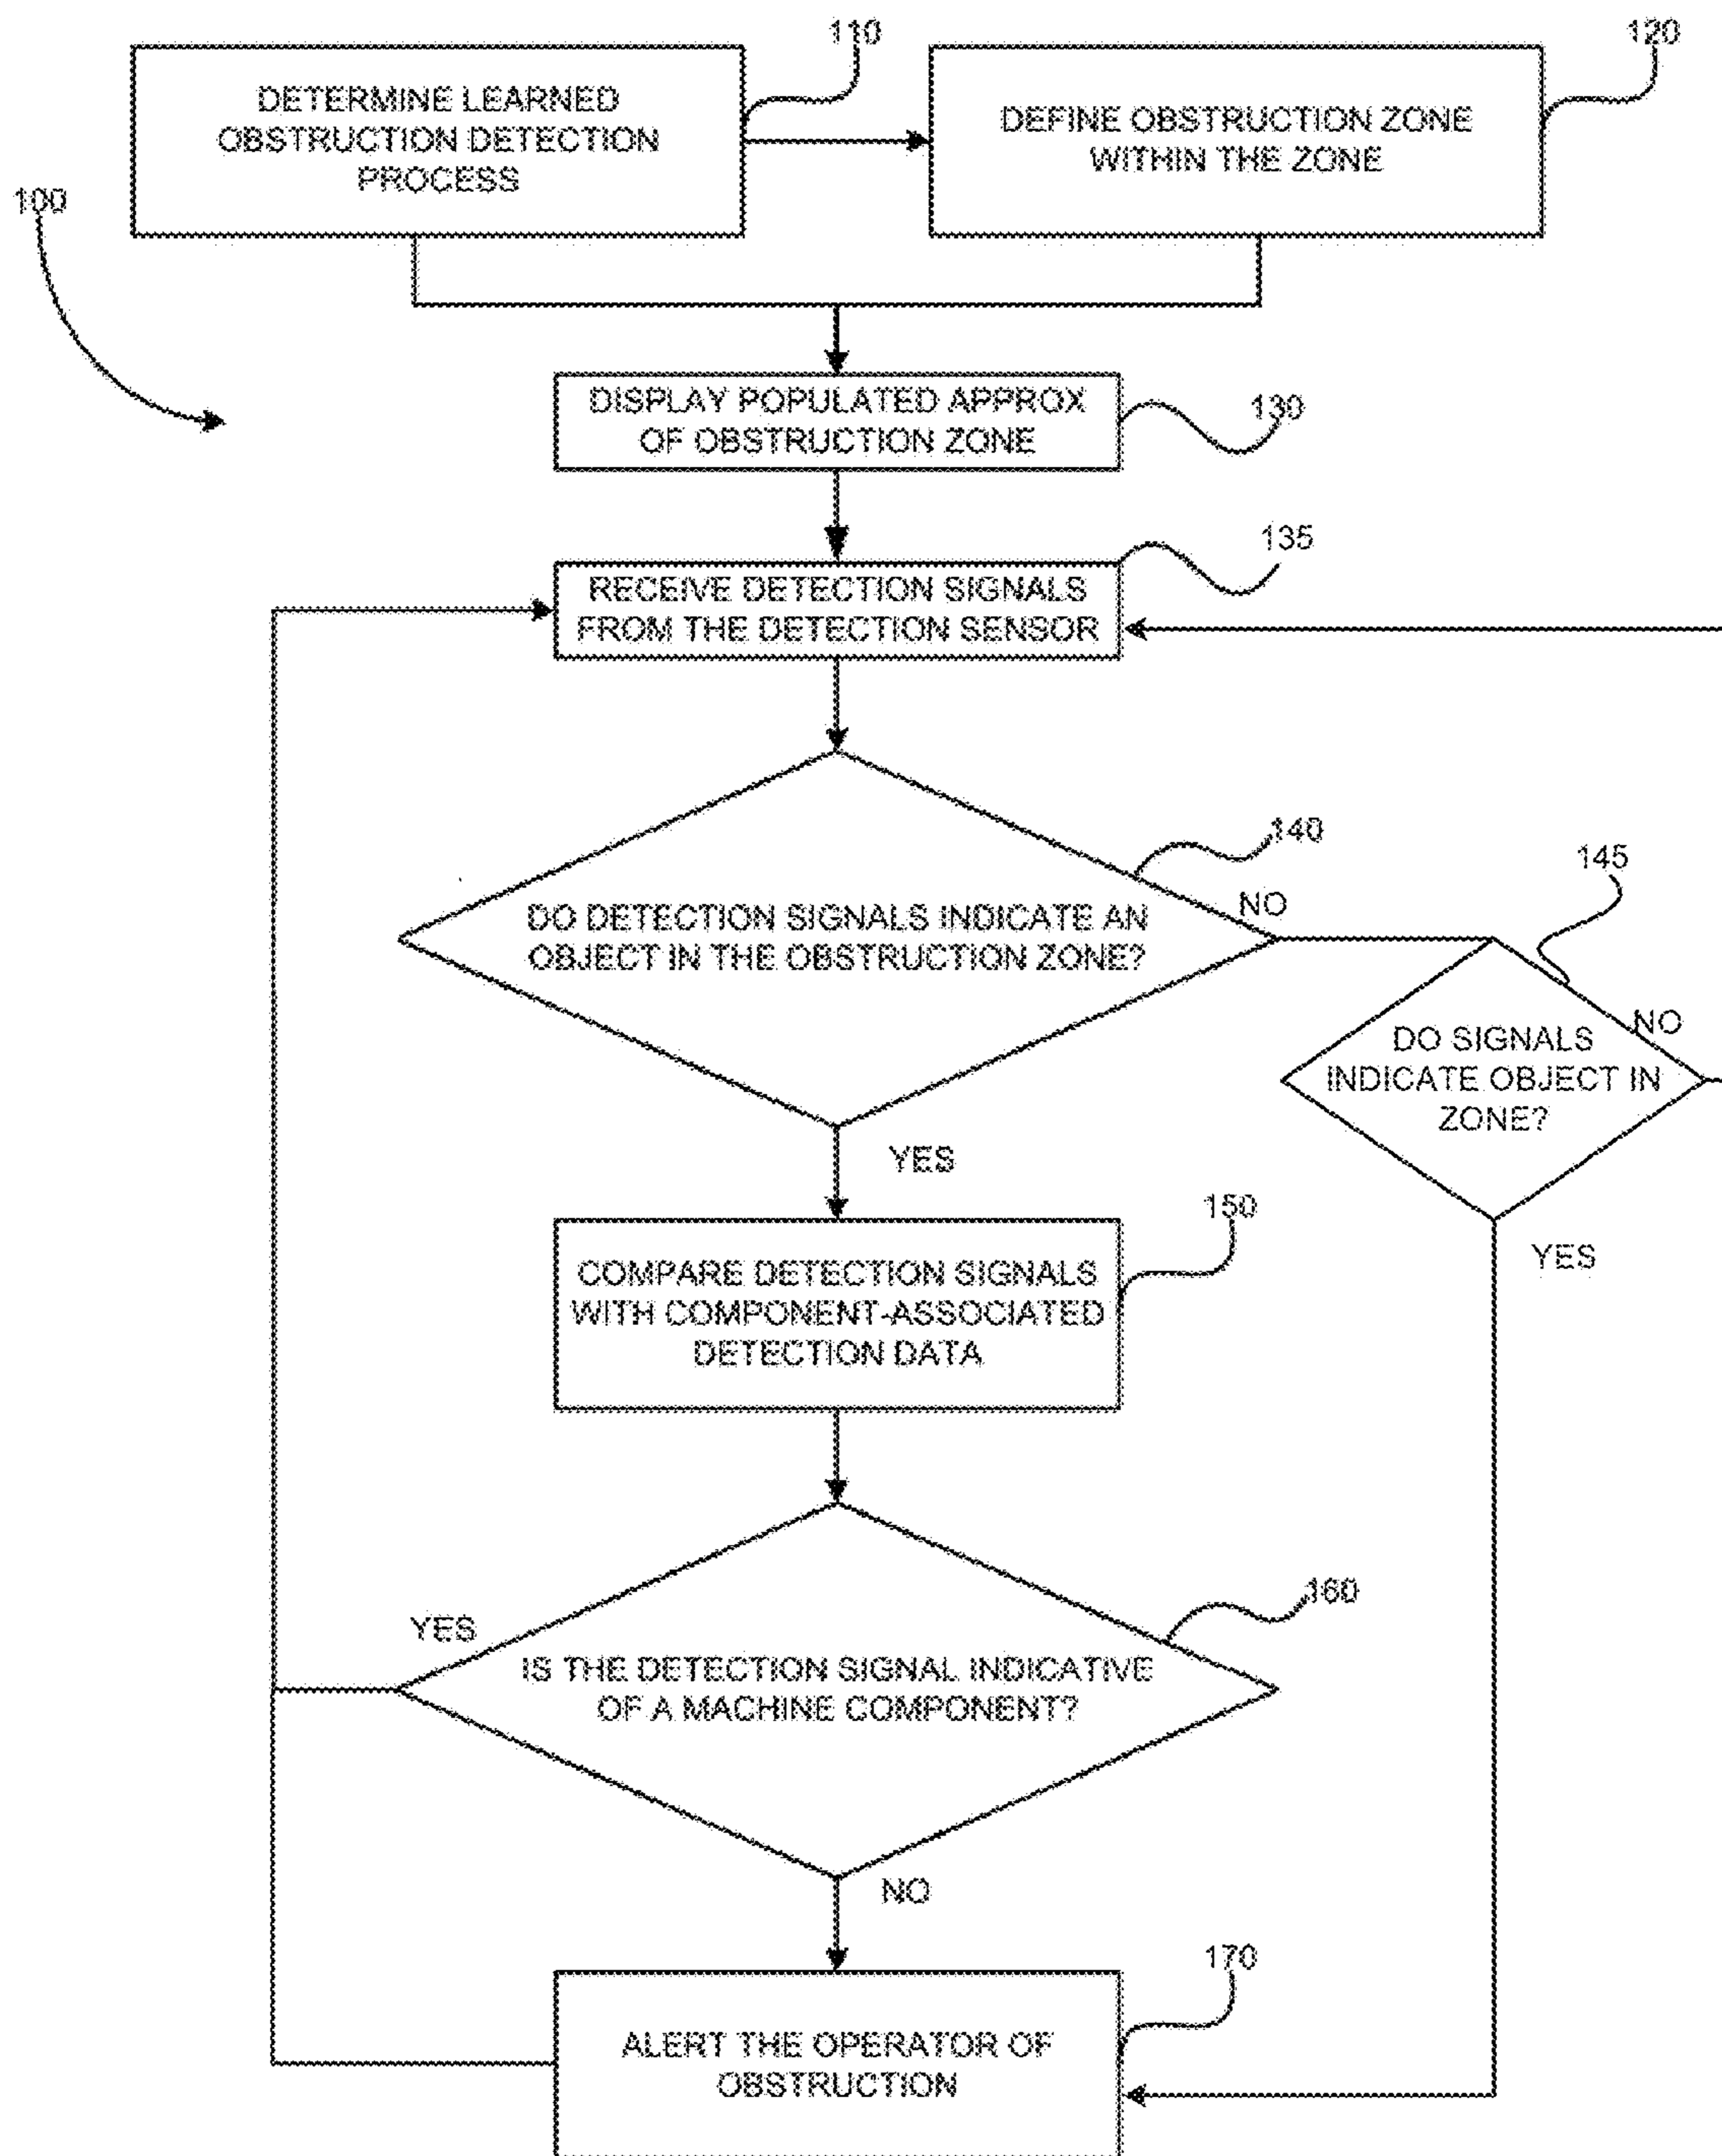 110
120
DETERMINE LEARNED
OBSTRUCTION DETECTION
PROCESS
DEFINE OBSTRUCTION ZONE
WITHIN THE ZONE
100
DISPLAY POPULATED APPROX
OF OBSTRUCTION ZONE
130
135
RECEIVE DETECTION SIGNALS
FROM THE DETECTION SENSOR
140
145
NO
DO DETECTION SIGNALS INDICATE AN
OBJECT IN THE OBSTRUCTION ZONE?
NO
DO SIGNALS
INDICATE OBJECT IN
ZONE?
YES
150
YES
COMPARE DETECTION SIGNALS
WITH COMPONENT-ASSOCIATED
DETECTION DATA
160
YES
IS THE DETECTION SIGNAL INDICATIVE
OF A MACHINE COMPONENT?
NO
170
ALERT THE OPERATOR OF
OBSTRUCTION